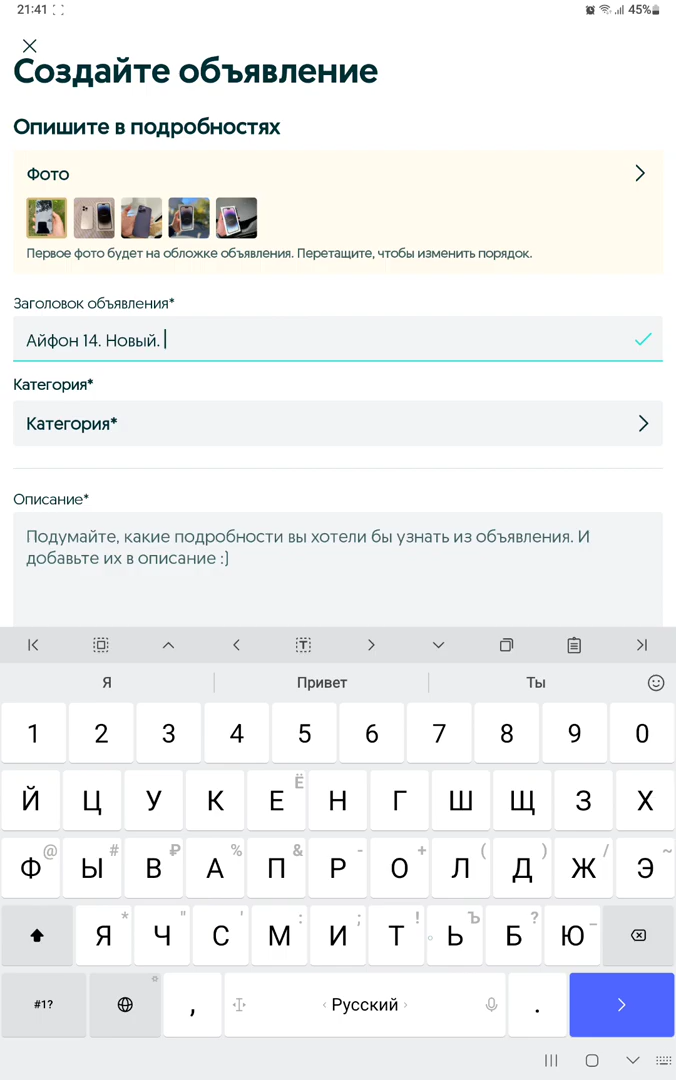 21:41 45%
Создайте объявление
Опишите в подробностях
Фото
Первое фото будет на обложке объявления. Перетащите, чтобы изменить порядок.
Заголовок объявления*
Айфон 14. Новый.
Категория*
Категория*
Описание*
Подумайте, какие подробности вы хотели бы узнать из объявления. И
добавьте их в описание :)
Я Привет Ты
1 2 3 4 5 6 7 8 9 0
Й Ц У К Е Ё Н Г Ш Щ З Х
Ф @ Ы # В ₽ А % П & Р - О + Л ( Д ) Ж / Э ~
Я * Ч " С ' М : И ; Т ! Ь Ъ Б ? Ю _
#1? , Русский .